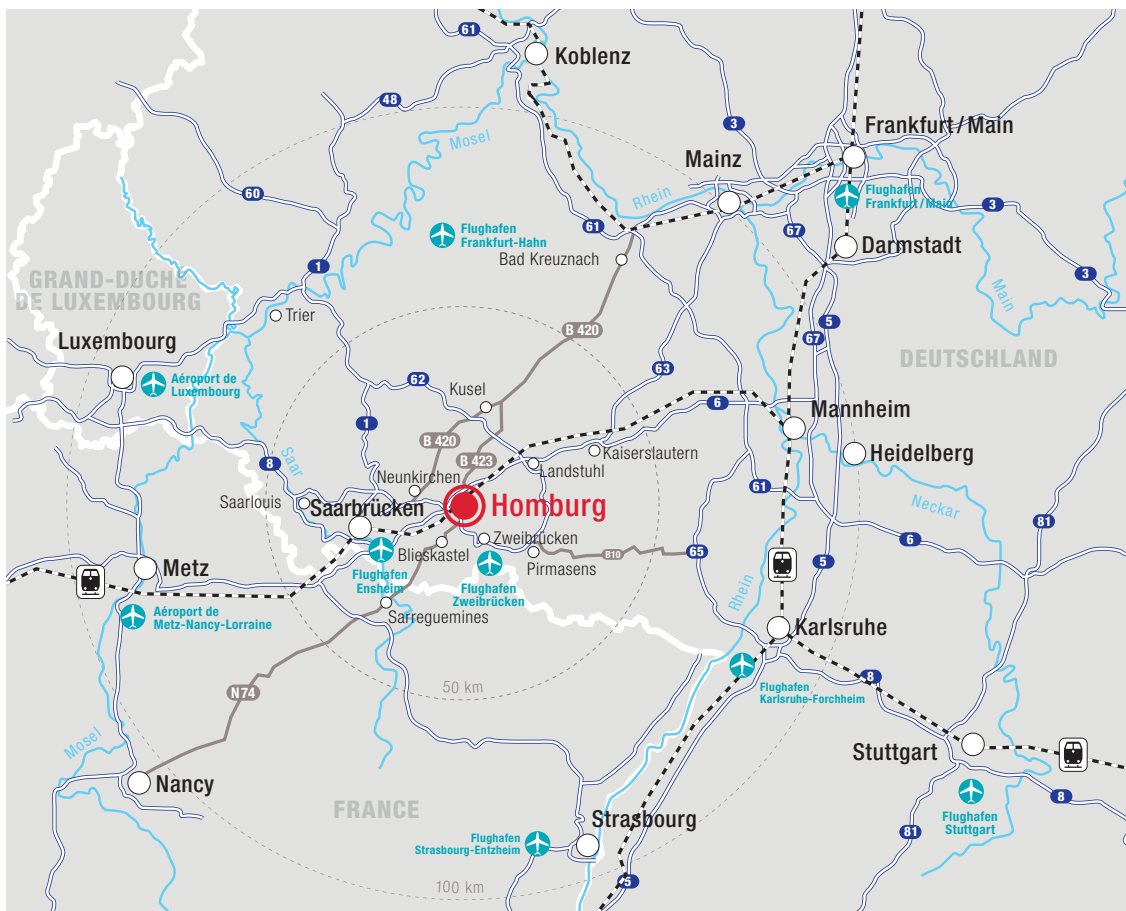 61
Koblenz
48
3
Frankfurt/Main
Mosel
Mainz
60
Rhein
Flughafen
Frankfurt/Main
3
61
67
Flughafen
Frankfurt-Hahn
Darmstadt
Bad Kreuznach
1
GRAND-DUCHÉ
DE LUXEMBOURG
Main
3
Trier
5
B 420
67
Luxembourg
DEUTSCHLAND
Aéroport de
Luxembourg
62
63
Kusel
6
Mannheim
1
B 420
Heidelberg
Kaiserslautern
8
Saar
B 423
Landstuhl
Neunkirchen
61
Saarlouis
Saarbrücken
Homburg
Neckar
81
Zweibrücken
6
Blieskastel
B10
65
Pirmasens
5
Metz
Flughafen
Ensheim
Flughafen
Zweibrücken
Rhein
Aéroport de
Metz-Nancy-Lorraine
Sarreguemines
Karlsruhe
8
50 km
N74
Flughafen
Karlsruhe-Forchheim
Mosel
Stuttgart
Nancy
8
FRANCE
Strasbourg
Flughafen
Stuttgart
81
Flughafen
Strasbourg-Entzheim
5
100 km